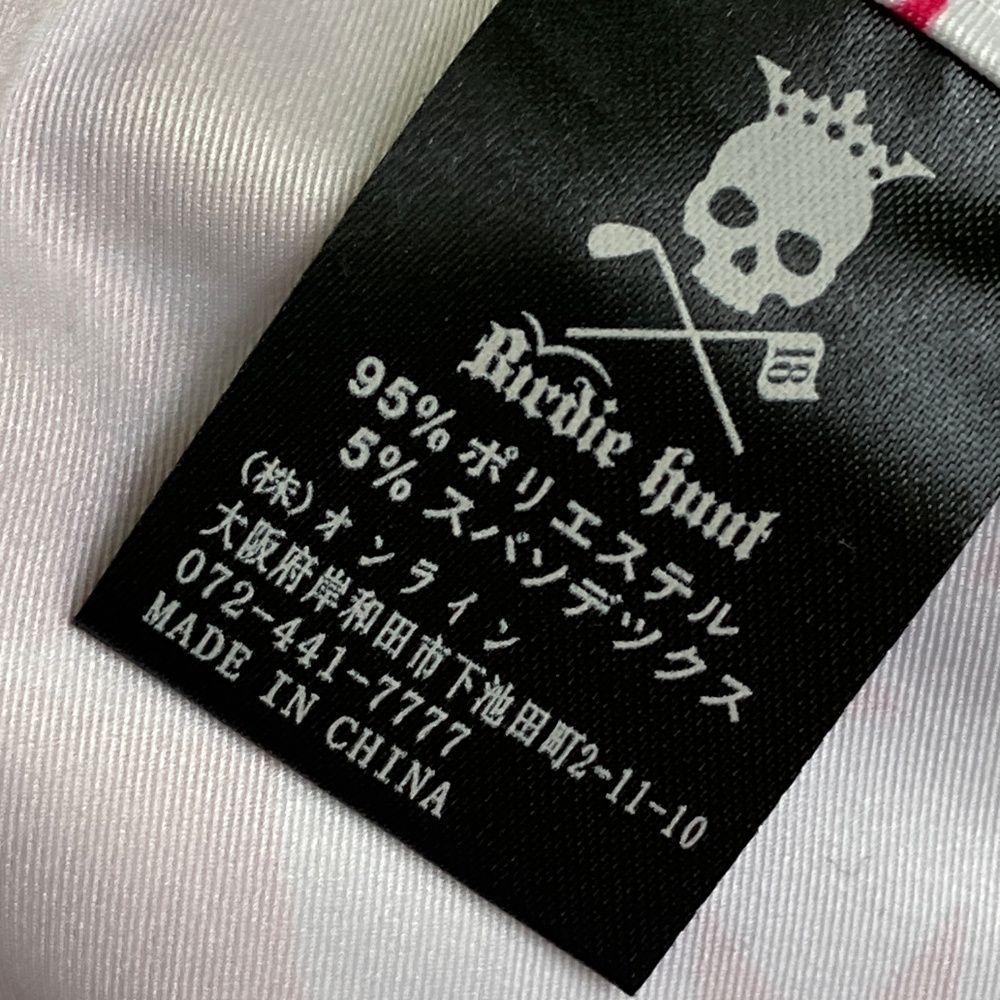 18
Birdie hunt
95% ポリエステル
5% スパソデックス
(株)オンライン
大阪府岸和田市下池田町2-11-10
072-441-7777
MADE IN CHINA